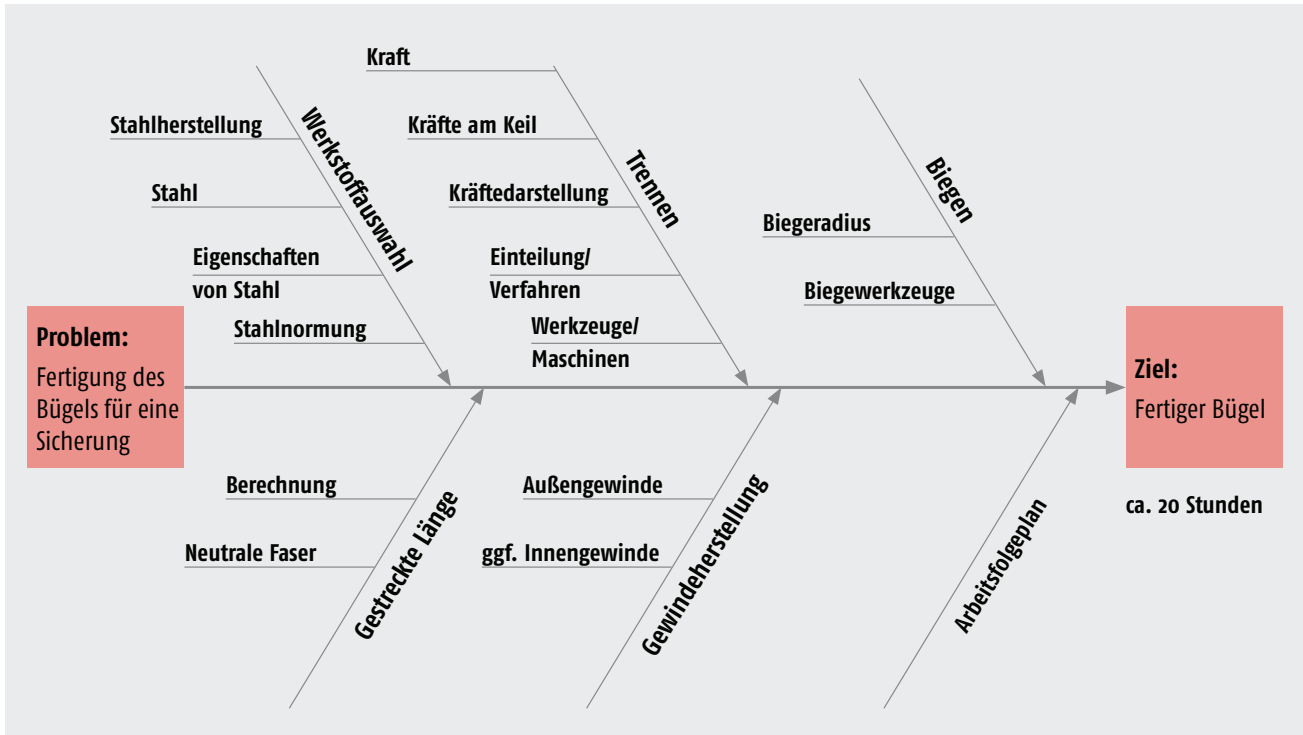 Kraft
Stahlherstellung
Kräfte am Keil
Werkstoffauswahl
Trennen
Biegen
Stahl
Kräftedarstellung
Biegeradius
Eigenschaften
von Stahl
Einteilung/
Verfahren
Biegewerkzeuge
Stahlnormung
Werkzeuge/
Maschinen
Problem:
Fertigung des
Bügels für eine
Sicherung
Ziel:
Fertiger Bügel
ca. 20 Stunden
Berechnung
Neutrale Faser
Gestreckte Länge
Außengewinde
ggf. Innengewinde
Gewindeherstellung
Arbeitsfolgeplan